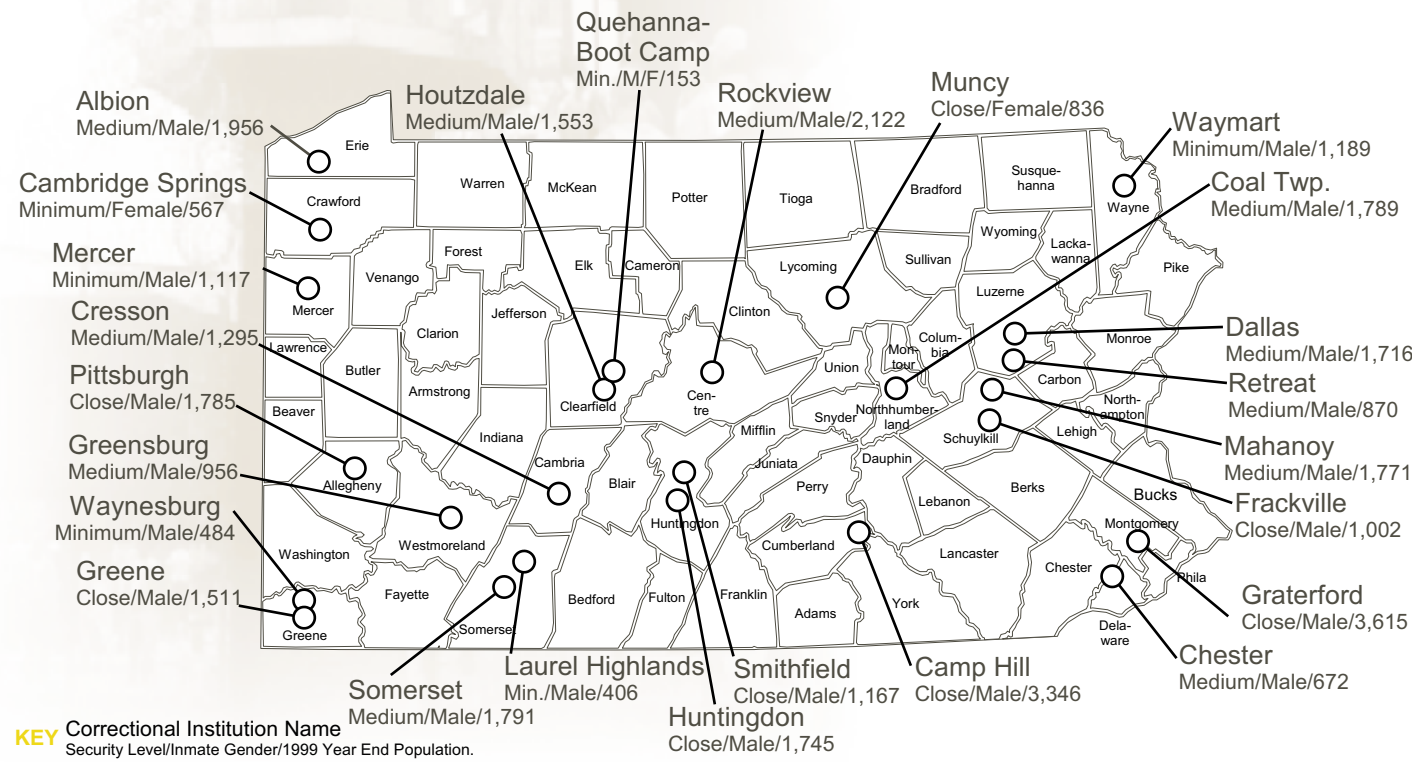 Quehanna-
Boot Camp
Min./M/F/153
Albion
Medium/Male/1,956
Houtzdale
Medium/Male/1,553
Rockview
Medium/Male/2,122
Muncy
Close/Female/836
Waymart
Minimum/Male/1,189
Cambridge Springs
Minimum/Female/567
Coal Twp.
Medium/Male/1,789
Mercer
Minimum/Male/1,117
Cresson
Medium/Male/1,295
Pittsburgh
Close/Male/1,785
Greensburg
Medium/Male/956
Waynesburg
Minimum/Male/484
Greene
Close/Male/1,511
Dallas
Medium/Male/1,716
Retreat
Medium/Male/870
Mahanoy
Medium/Male/1,771
Frackville
Close/Male/1,002
Graterford
Close/Male/3,615
Chester
Medium/Male/672
Somerset
Medium/Male/1,791
Laurel Highlands
Min./Male/406
Smithfield
Close/Male/1,167
Huntingdon
Close/Male/1,745
Camp Hill
Close/Male/3,346
Erie
Crawford
Warren
McKean
Potter
Tioga
Bradford
Susque-
hanna
Wayne
Wyoming
Lacka-
wanna
Pike
Mercer
Venango
Forest
Elk
Cameron
Lycoming
Sullivan
Luzerne
Clarion
Jefferson
Clinton
Colum-
bia
Mon-
tour
Monroe
Lawrence
Butler
Armstrong
Clearfield
Cen-
tre
Union
Snyder
Northhumber-
land
Carbon
North-
ampton
Beaver
Indiana
Mifflin
Schuylkill
Lehigh
Allegheny
Cambria
Blair
Juniata
Dauphin
Perry
Lebanon
Berks
Bucks
Huntingdon
Montgomery
Washington
Westmoreland
Cumberland
Lancaster
Chester
Phila
Greene
Fayette
Somerset
Bedford
Fulton
Franklin
Adams
York
Dela-
ware
KEY Correctional Institution Name
Security Level/Inmate Gender/1999 Year End Population.